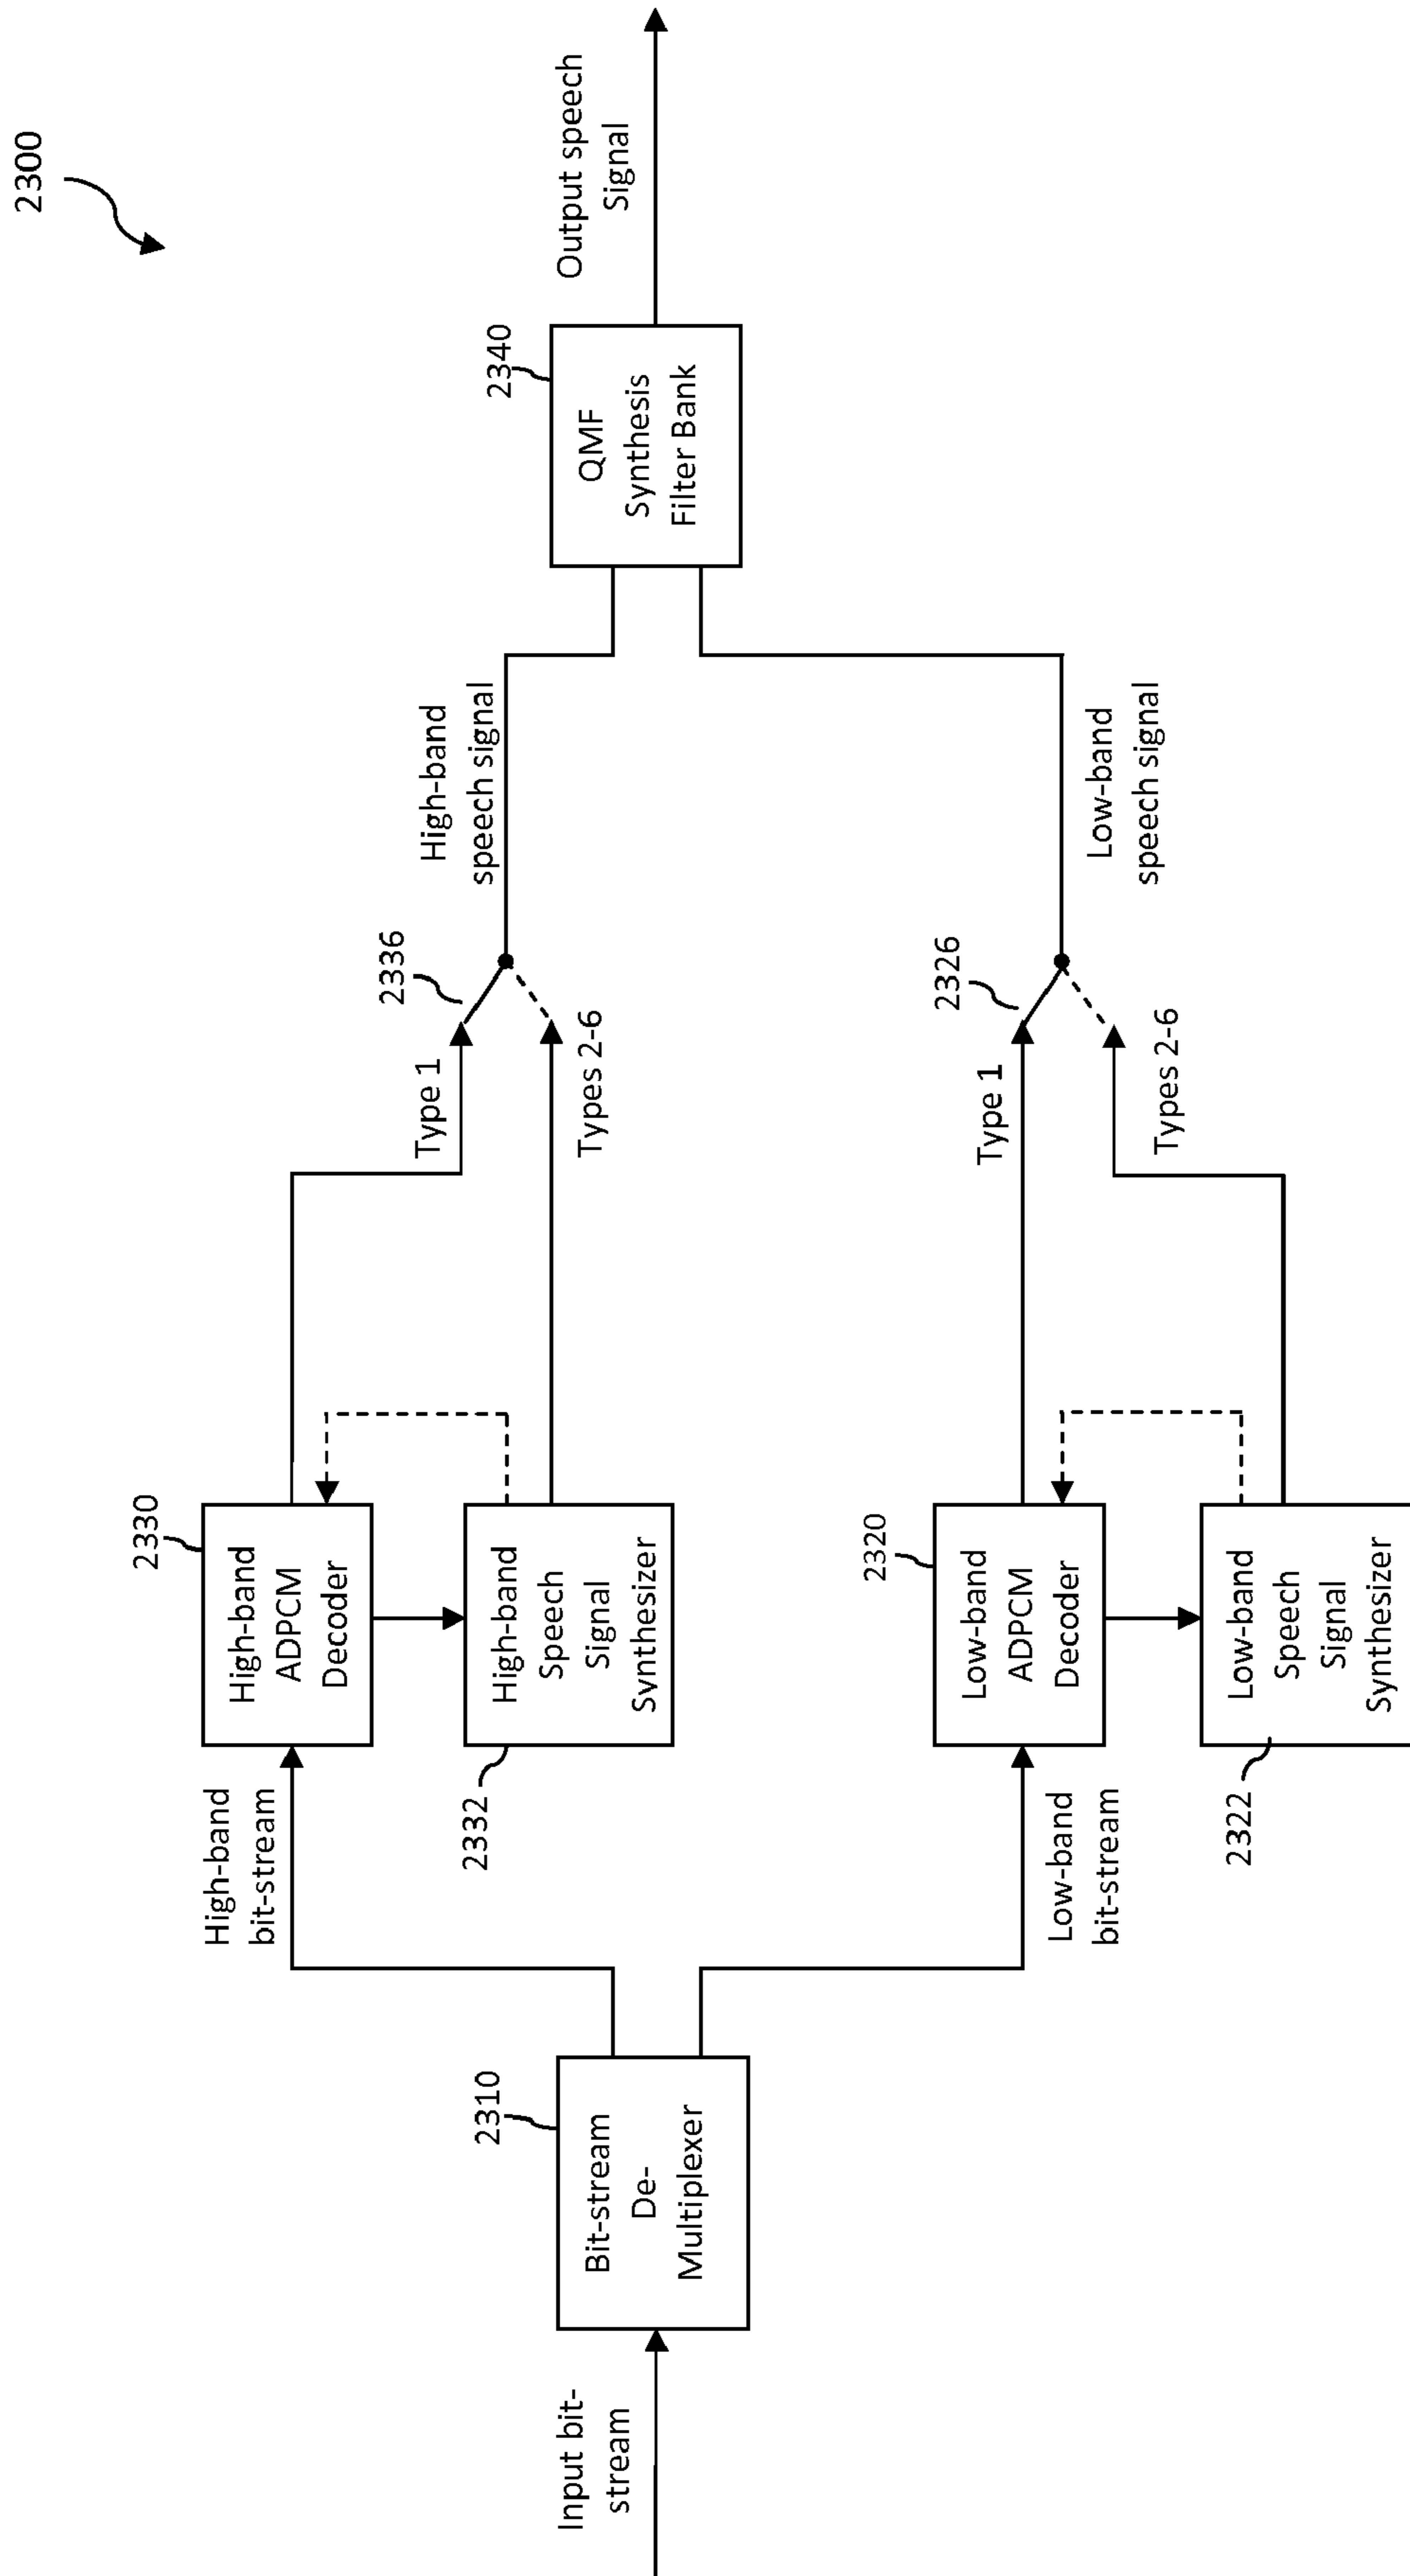 2300
Input bit-
stream
2310
Bit-stream
De-
Multiplexer
High-band
bit-stream
2330
High-band
ADPCM
Decoder
2332
High-band
Speech
Signal
Synthesizer
Type 1
Types 2-6
2336
High-band
speech signal
Low-band
bit-stream
2320
Low-band
ADPCM
Decoder
2322
Low-band
Speech
Signal
Synthesizer
Type 1
Types 2-6
2326
Low-band
speech signal
2340
QMF
Synthesis
Filter Bank
Output speech
Signal